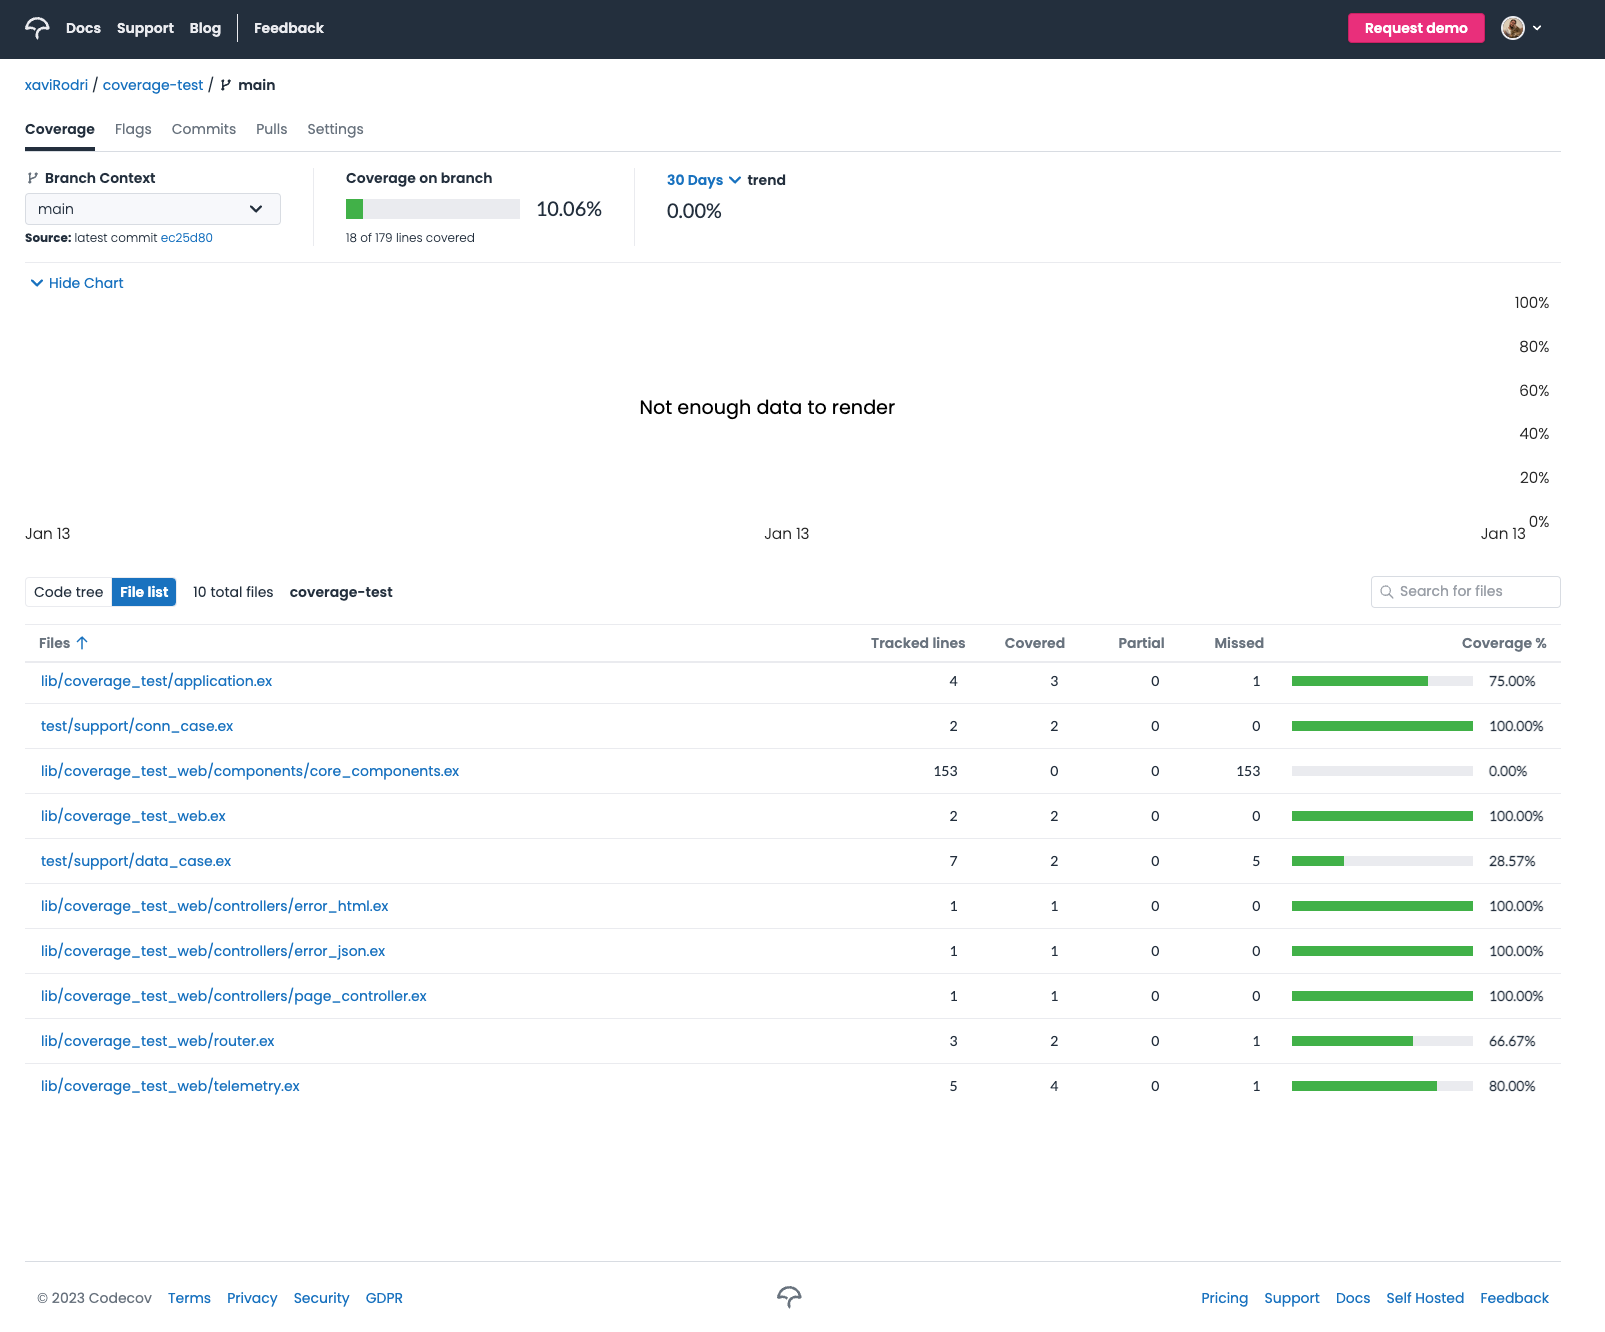 Docs Support Blog Feedback Request demo
xaviRodri / coverage-test / main
Coverage Flags Commits Pulls Settings
Branch Context
main
Source: latest commit ec25d80
Coverage on branch
10.06%
18 of 179 lines covered
30 Days trend
0.00%
Hide Chart
100%
80%
60%
Not enough data to render
40%
20%
0%
Jan 13 Jan 13 Jan 13
Code tree File list 10 total files coverage-test Search for files
Files Tracked lines Covered Partial Missed Coverage %
lib/coverage_test/application.ex 4 3 0 1 75.00%
test/support/conn_case.ex 2 2 0 0 100.00%
lib/coverage_test_web/components/core_components.ex 153 0 0 153 0.00%
lib/coverage_test_web.ex 2 2 0 0 100.00%
test/support/data_case.ex 7 2 0 5 28.57%
lib/coverage_test_web/controllers/error_html.ex 1 1 0 0 100.00%
lib/coverage_test_web/controllers/error_json.ex 1 1 0 0 100.00%
lib/coverage_test_web/controllers/page_controller.ex 1 1 0 0 100.00%
lib/coverage_test_web/router.ex 3 2 0 1 66.67%
lib/coverage_test_web/telemetry.ex 5 4 0 1 80.00%
© 2023 Codecov Terms Privacy Security GDPR Pricing Support Docs Self Hosted Feedback